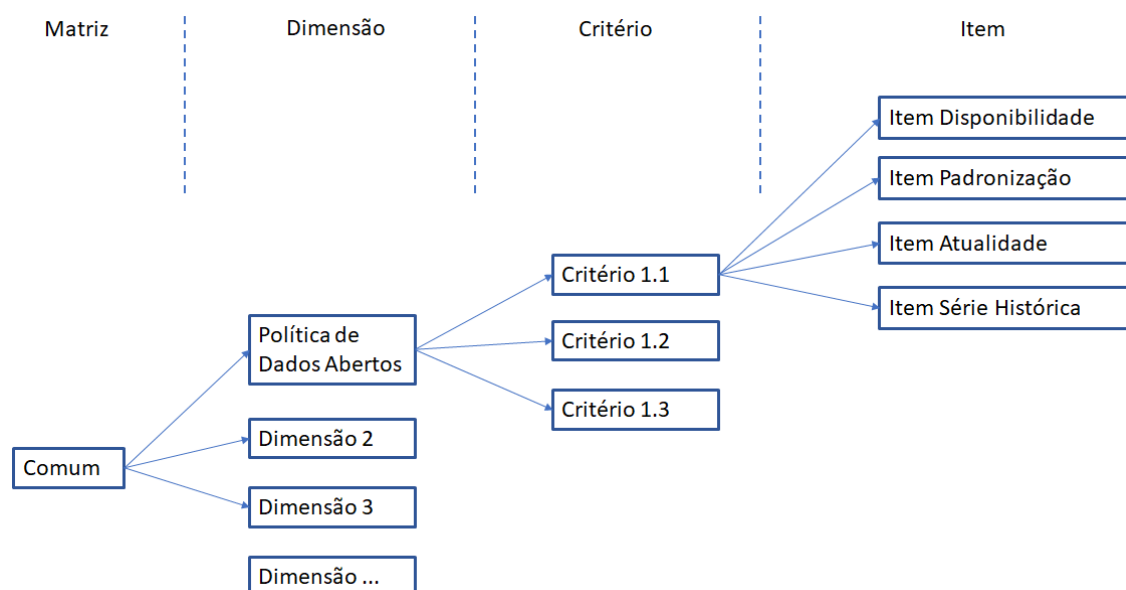 Matriz
Dimensão
Critério
Item
Comum
Política de
Dados Abertos
Dimensão 2
Dimensão 3
Dimensão ...
Critério 1.1
Critério 1.2
Critério 1.3
Item Disponibilidade
Item Padronização
Item Atualidade
Item Série Histórica